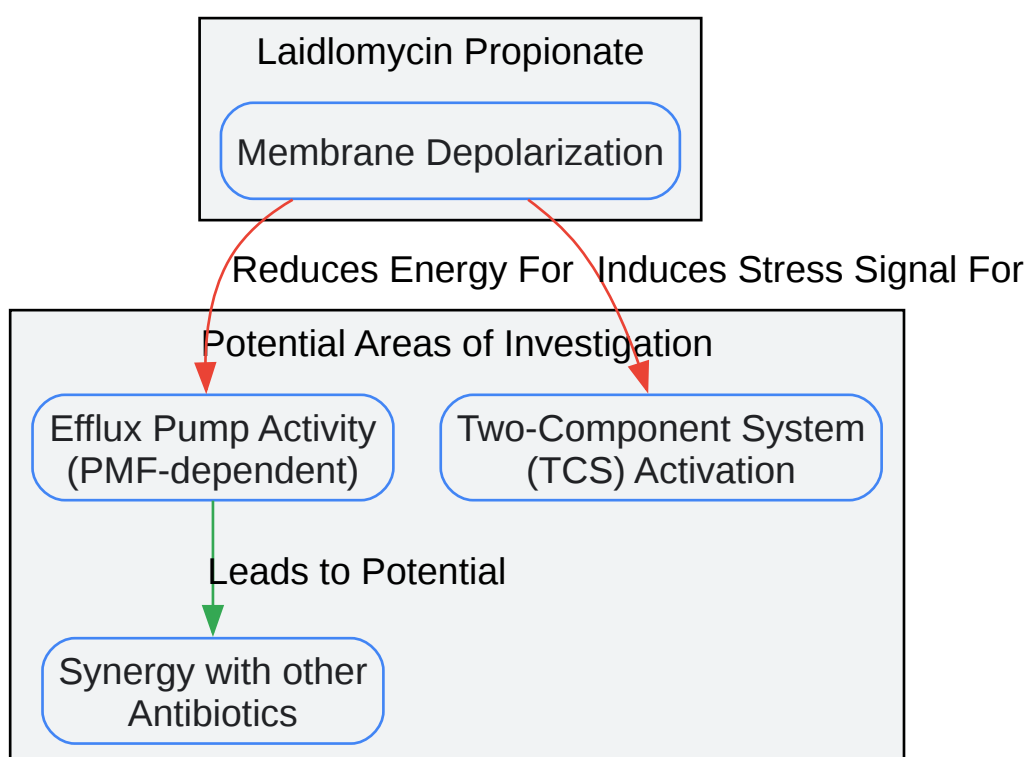 Laidlomycin Propionate
Membrane Depolarization
Reduces Energy For
Induces Stress Signal For
Potential Areas of Investigation
Efflux Pump Activity
(PMF-dependent)
Two-Component System
(TCS) Activation
Leads to Potential
Synergy with other
Antibiotics